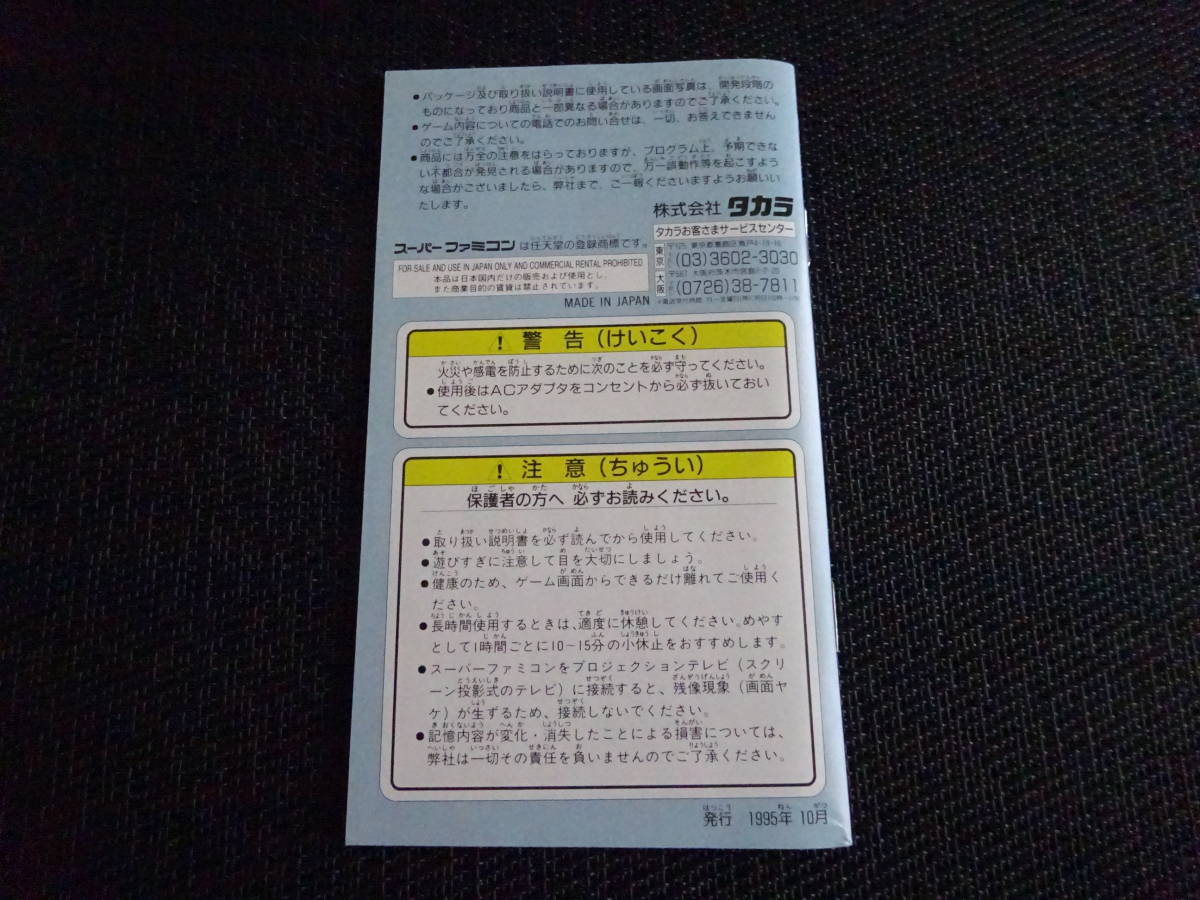 ●パッケージ及び取り扱い説明書に使用している画面写真は、開発段階の
ものになっており商品と一部異なる場合がありますのでご了承ください。
●ゲーム内容についての電話でのお問い合せは、一切、お答えできません
のでご了承ください。
●商品には万全の注意をはらっておりますが、プログラム上、予期できな
い不都合が発見される場合がありますので、万一誤動作等を起こすよう
な場合がございましたら、弊社まで、ご一報くださいますようお願いい
たします。
株式会社 タカラ
タカラお客さまサービスセンター
スーパーファミコンは任天堂の登録商標です。
東京 (03)3602-3030
大阪 (0726)38-7811
FOR SALE AND USE IN JAPAN ONLY AND COMMERCIAL RENTAL PROHIBITED
本品は日本国内だけの販売および使用とし、
また商業目的の賃貸は禁止されています。
MADE IN JAPAN
! 警告(けいこく)
火災や感電を防止するために次のことを必ず守ってください。
●使用後はACアダプタをコンセントから必ず抜いておい
てください。
! 注意(ちゅうい)
保護者の方へ 必ずお読みください。
●取り扱い説明書を必ず読んでから使用してください。
●遊びすぎに注意して目を大切にしましょう。
●健康のため、ゲーム画面からできるだけ離れてご使用く
ださい。
●長時間使用するときは、適度に休憩してください。めやす
として1時間ごとに10~15分の小休止をおすすめします。
●スーパーファミコンをプロジェクションテレビ(スクリ
ーン投影式のテレビ)に接続すると、残像現象(画面ヤ
ケ)が生ずるため、接続しないでください。
●記憶内容が変化・消失したことによる損害については、
弊社は一切その責任を負いませんのでご了承ください。
発行 1995年 10月